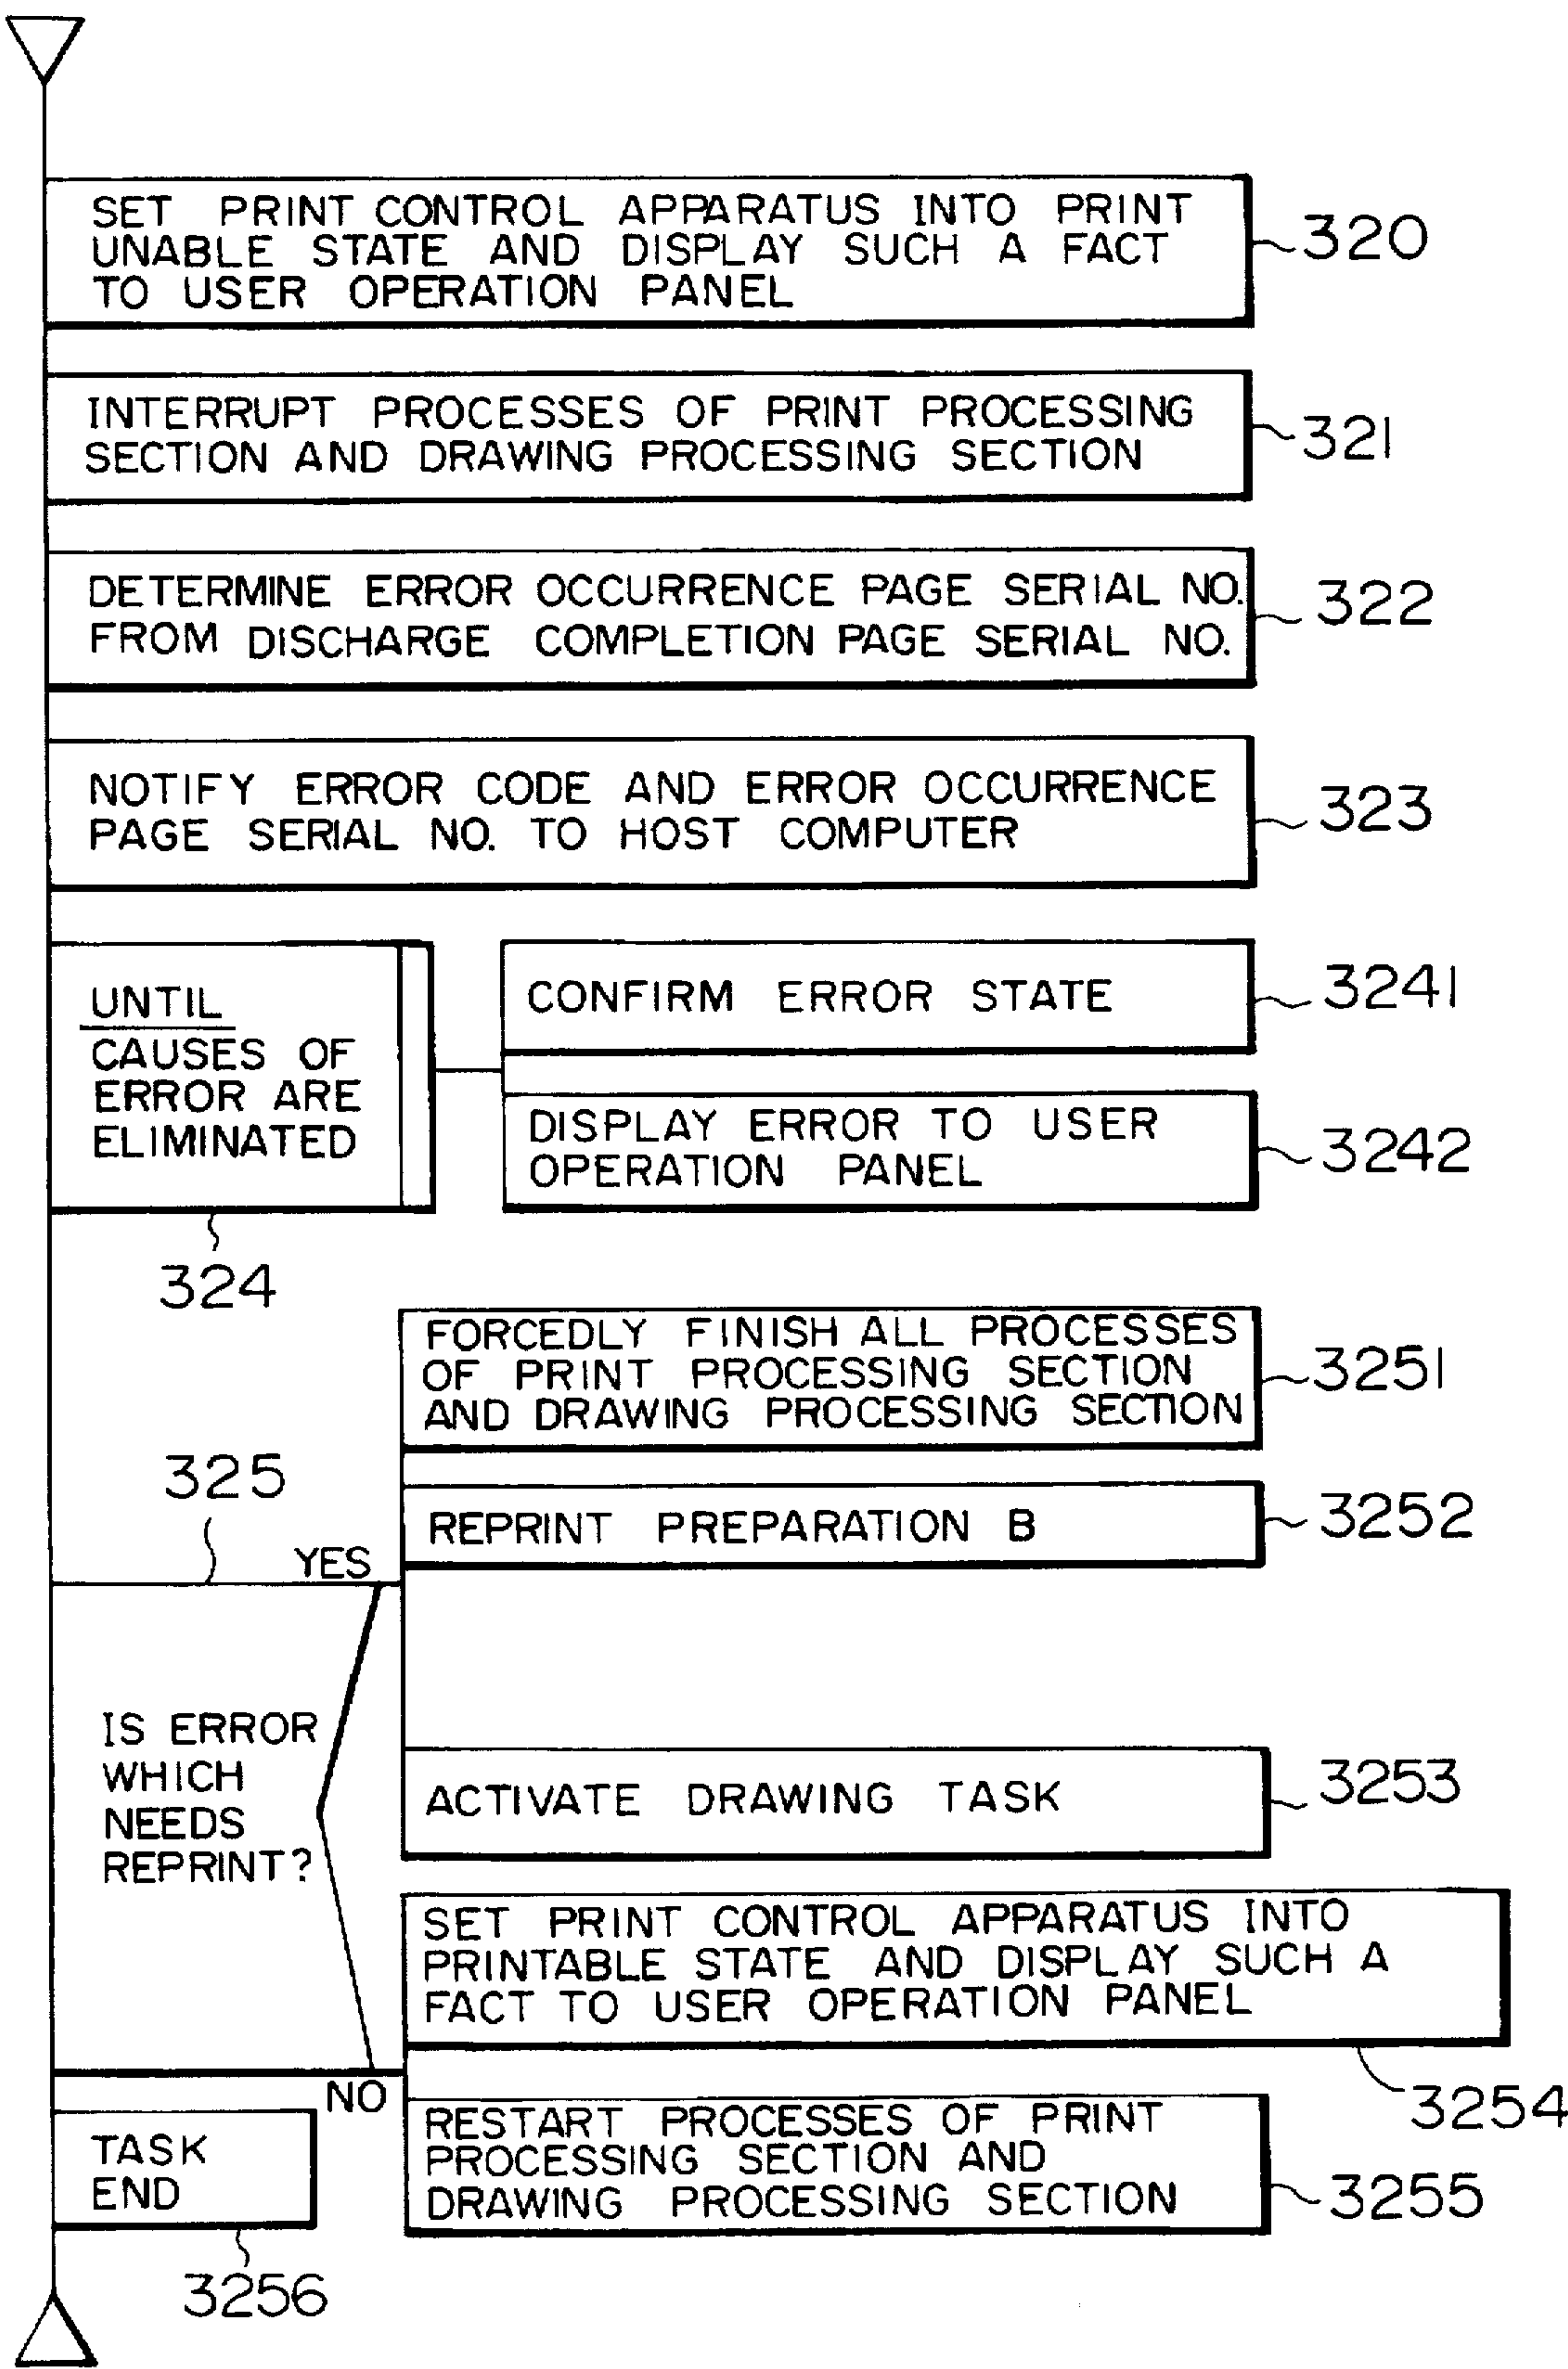 SET PRINT CONTROL APPARATUS INTO PRINT
UNABLE STATE AND DISPLAY SUCH A FACT
TO USER OPERATION PANEL
320
INTERRUPT PROCESSES OF PRINT PROCESSING
SECTION AND DRAWING PROCESSING SECTION
321
DETERMINE ERROR OCCURRENCE PAGE SERIAL NO.
FROM DISCHARGE COMPLETION PAGE SERIAL NO.
322
NOTIFY ERROR CODE AND ERROR OCCURRENCE
PAGE SERIAL NO. TO HOST COMPUTER
323
UNTIL
CAUSES OF
ERROR ARE
ELIMINATED
324
CONFIRM ERROR STATE
3241
DISPLAY ERROR TO USER
OPERATION PANEL
3242
FORCEDLY FINISH ALL PROCESSES
OF PRINT PROCESSING SECTION
AND DRAWING PROCESSING SECTION
3251
325
YES
REPRINT PREPARATION B
3252
IS ERROR
WHICH
NEEDS
REPRINT?
ACTIVATE DRAWING TASK
3253
SET PRINT CONTROL APPARATUS INTO
PRINTABLE STATE AND DISPLAY SUCH A
FACT TO USER OPERATION PANEL
3254
NO
RESTART PROCESSES OF PRINT
PROCESSING SECTION AND
DRAWING PROCESSING SECTION
3255
TASK
END
3256